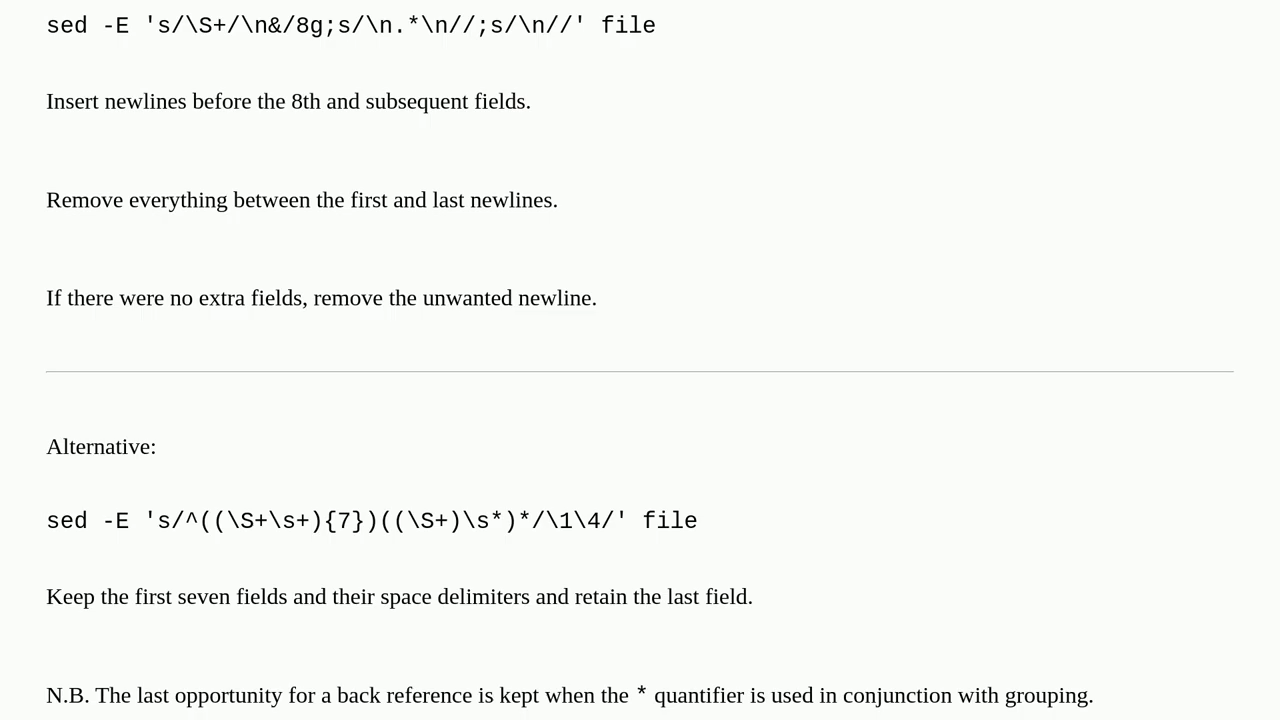 sed -E 's/\S+/\n&/8g;s/\n.*\n//;s/\n//' file
Insert newlines before the 8th and subsequent fields.
Remove everything between the first and last newlines.
If there were no extra fields, remove the unwanted newline.
Alternative:
sed -E 's/^((\S+\s+){7})((\S+)\s*)*/\1\4/' file
Keep the first seven fields and their space delimiters and retain the last field.
N.B. The last opportunity for a back reference is kept when the * quantifier is used in conjunction with grouping.